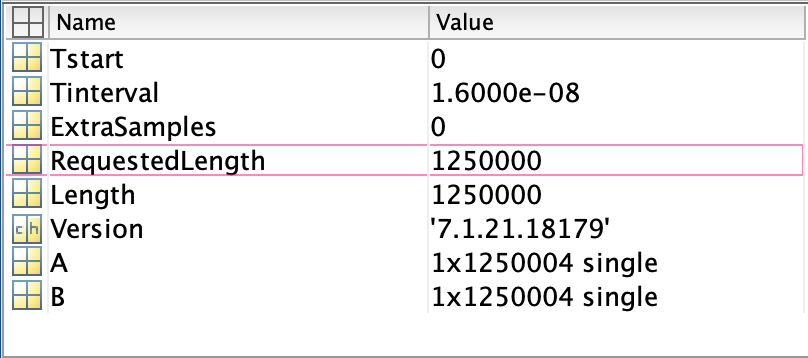 Name Value
Tstart 0
Tinterval 1.6000e-08
ExtraSamples 0
RequestedLength 1250000
Length 1250000
ch Version '7.1.21.18179'
A 1x1250004 single
B 1x1250004 single